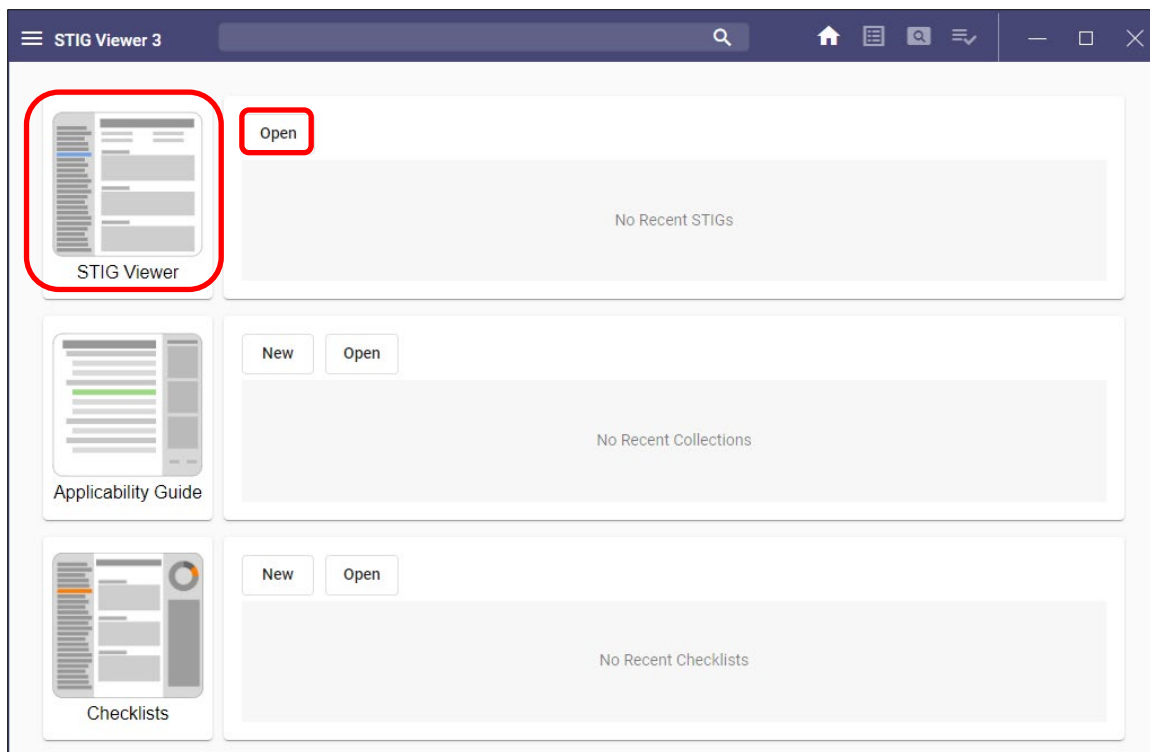 STIG Viewer 3
Open
No Recent STIGs
STIG Viewer
New Open
No Recent Collections
Applicability Guide
New Open
No Recent Checklists
Checklists